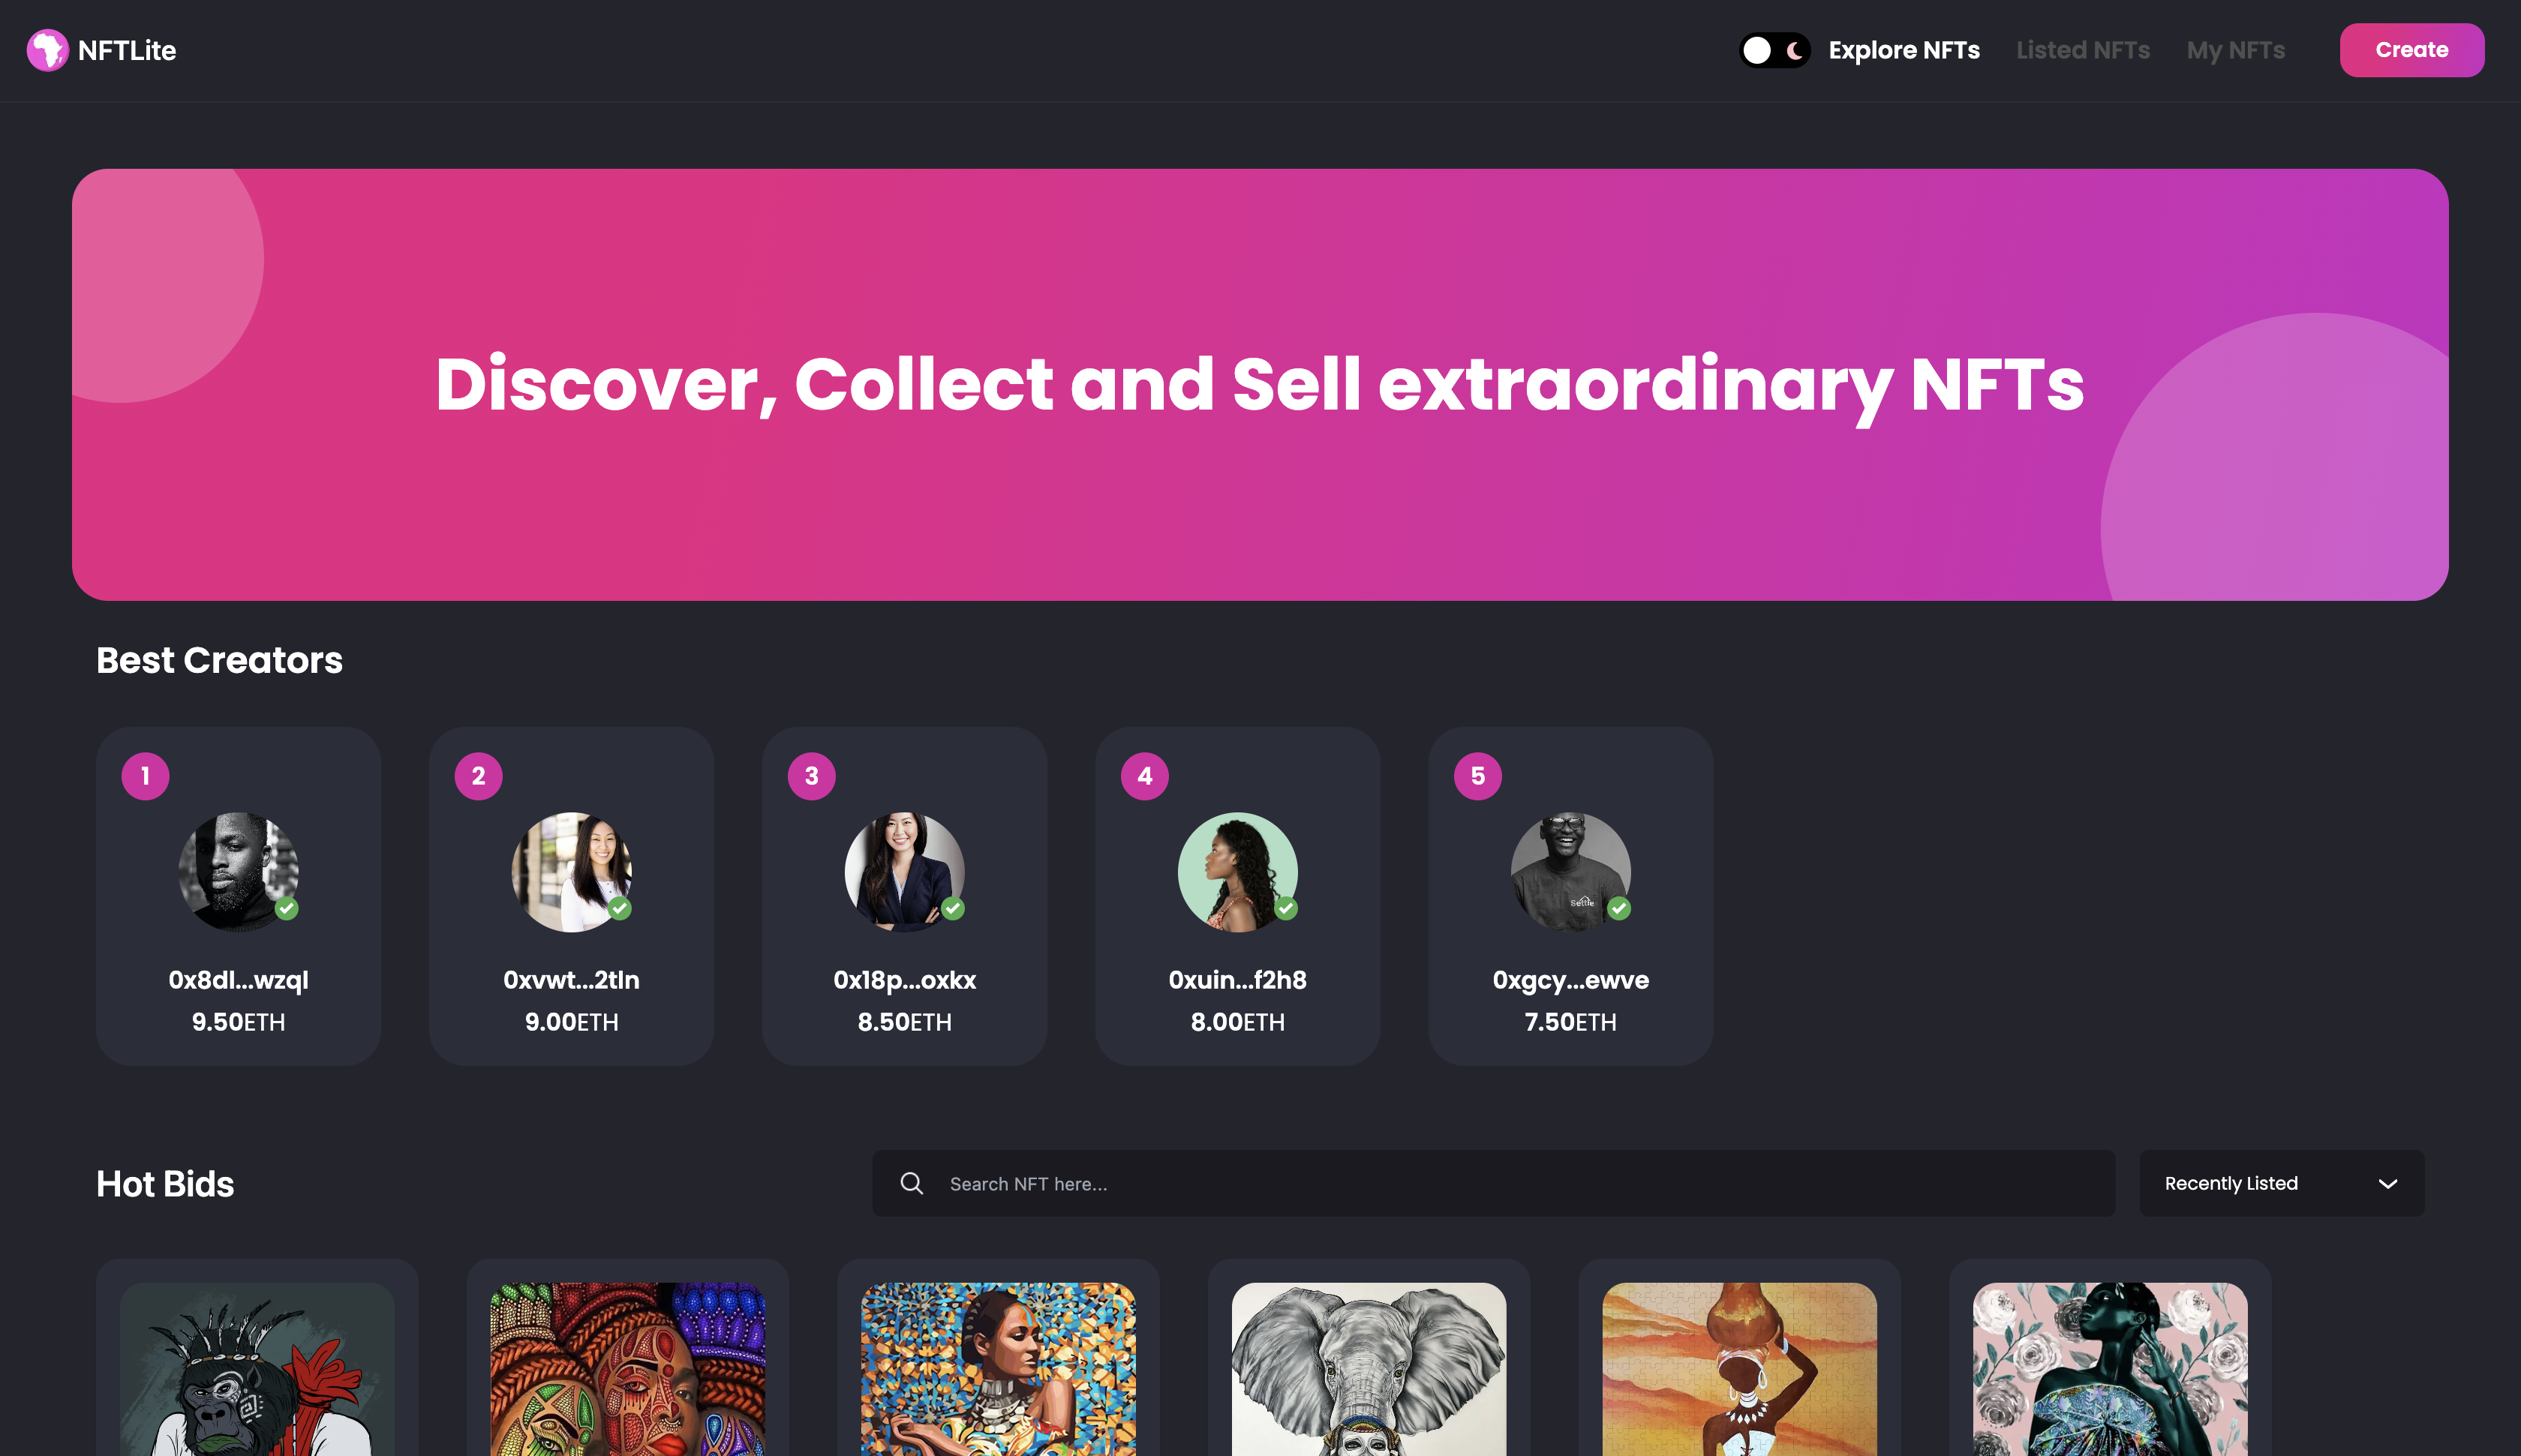 NFTLite
Explore NFTs
Listed NFTs
My NFTs
Create
Discover, Collect and Sell extraordinary NFTs
Best Creators
1
2
3
4
5
Settle
0x8dl...wzql
0xvwt...2tln
0x18p...oxkx
0xuin...f2h8
0xgcy...ewve
9.50ETH
9.00ETH
8.50ETH
8.00ETH
7.50ETH
Hot Bids
Search NFT here...
Recently Listed